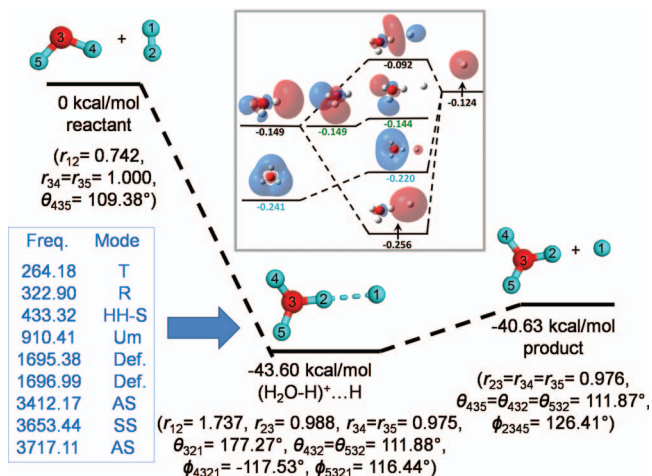 3 + 1
5 4 2
0 kcal/mol
reactant
(r12= 0.742,
r34=r35= 1.000,
θ435= 109.38°)
-0.092
-0.124
-0.149
-0.149
-0.144
-0.220
-0.241
-0.256
Freq. Mode
264.18 T
322.90 R
433.32 HH-S
910.41 Um
1695.38 Def.
1696.99 Def.
3412.17 AS
3653.44 SS
3717.11 AS
4
3 2 1
5
-43.60 kcal/mol
(H2O-H)+…H
(r12= 1.737, r23= 0.988, r34=r35= 0.975,
θ321= 177.27°, θ432=θ532= 111.88°,
ϕ4321= -117.53°, ϕ5321= 116.44°)
4 +
3 2 1
5
-40.63 kcal/mol
product
(r23=r34=r35= 0.976,
θ435=θ432=θ532= 111.87°,
ϕ2345= 126.41°)